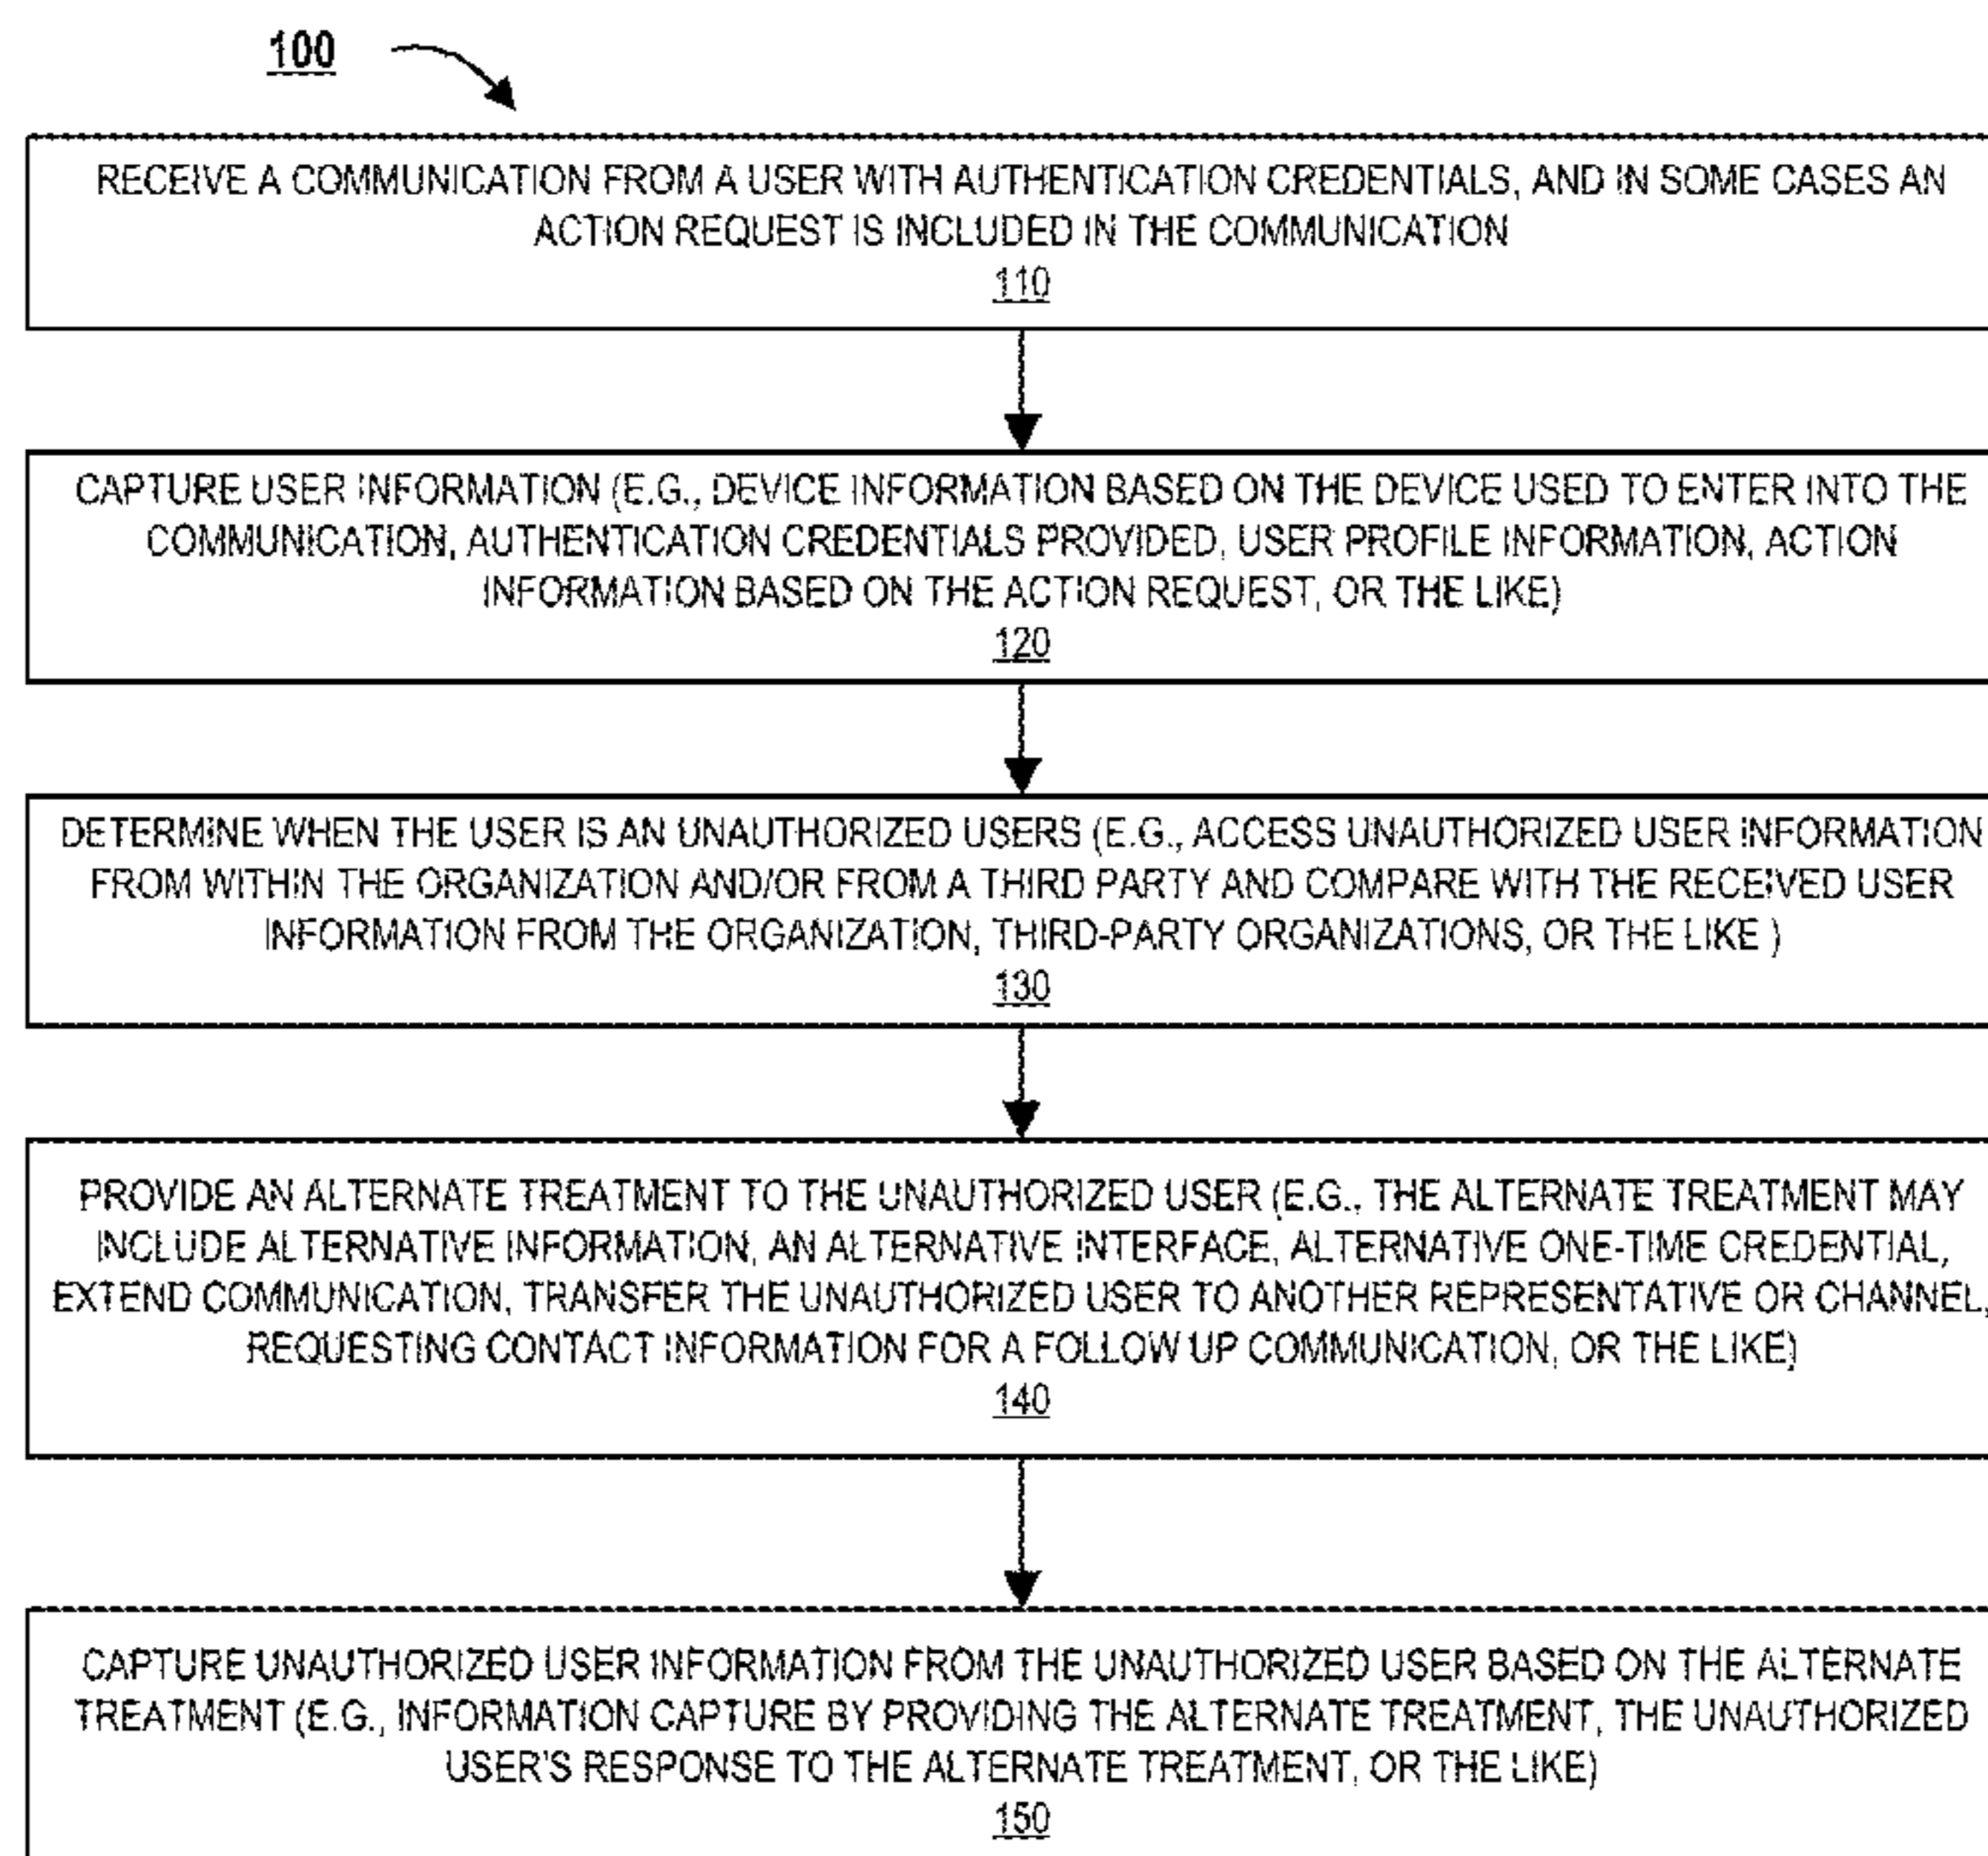 100
RECEIVE A COMMUNICATION FROM A USER WITH AUTHENTICATION CREDENTIALS, AND IN SOME CASES AN
ACTION REQUEST IS INCLUDED IN THE COMMUNICATION
110
CAPTURE USER INFORMATION (E.G., DEVICE INFORMATION BASED ON THE DEVICE USED TO ENTER INTO THE
COMMUNICATION, AUTHENTICATION CREDENTIALS PROVIDED, USER PROFILE INFORMATION, ACTION
INFORMATION BASED ON THE ACTION REQUEST, OR THE LIKE)
120
DETERMINE WHEN THE USER IS AN UNAUTHORIZED USERS (E.G., ACCESS UNAUTHORIZED USER INFORMATION
FROM WITHIN THE ORGANIZATION AND/OR FROM A THIRD PARTY AND COMPARE WITH THE RECEIVED USER
INFORMATION FROM THE ORGANIZATION, THIRD-PARTY ORGANIZATIONS, OR THE LIKE )
130
PROVIDE AN ALTERNATE TREATMENT TO THE UNAUTHORIZED USER (E.G., THE ALTERNATE TREATMENT MAY
INCLUDE ALTERNATIVE INFORMATION, AN ALTERNATIVE INTERFACE, ALTERNATIVE ONE-TIME CREDENTIAL,
EXTEND COMMUNICATION, TRANSFER THE UNAUTHORIZED USER TO ANOTHER REPRESENTATIVE OR CHANNEL,
REQUESTING CONTACT INFORMATION FOR A FOLLOW UP COMMUNICATION, OR THE LIKE)
140
CAPTURE UNAUTHORIZED USER INFORMATION FROM THE UNAUTHORIZED USER BASED ON THE ALTERNATE
TREATMENT (E.G., INFORMATION CAPTURE BY PROVIDING THE ALTERNATE TREATMENT, THE UNAUTHORIZED
USER'S RESPONSE TO THE ALTERNATE TREATMENT, OR THE LIKE)
150